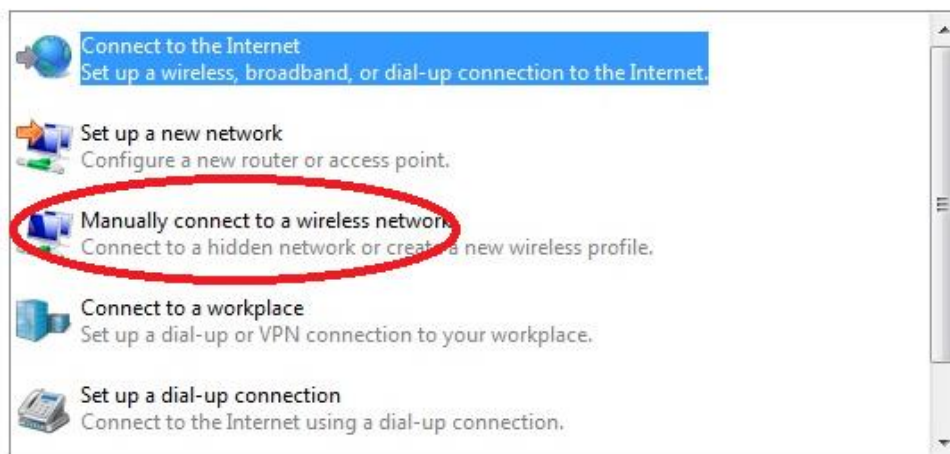 Connect to the Internet
Set up a wireless, broadband, or dial-up connection to the Internet.
Set up a new network
Configure a new router or access point.
Manually connect to a wireless network
Connect to a hidden network or create a new wireless profile.
Connect to a workplace
Set up a dial-up or VPN connection to your workplace.
Set up a dial-up connection
Connect to the Internet using a dial-up connection.